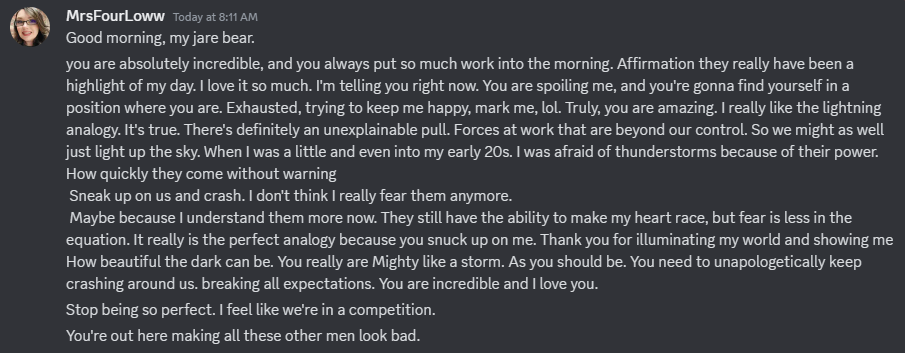 MrsFourLoww Today at 8:11 AM
Good morning, my jare bear.
you are absolutely incredible, and you always put so much work into the morning. Affirmation they really have been a
highlight of my day. I love it so much. I'm telling you right now. You are spoiling me, and you're gonna find yourself in a
position where you are. Exhausted, trying to keep me happy, mark me, lol. Truly, you are amazing. I really like the lightning
analogy. It's true. There's definitely an unexplainable pull. Forces at work that are beyond our control. So we might as well
just light up the sky. When I was a little and even into my early 20s. I was afraid of thunderstorms because of their power.
How quickly they come without warning
Sneak up on us and crash. I don't think I really fear them anymore.
Maybe because I understand them more now. They still have the ability to make my heart race, but fear is less in the
equation. It really is the perfect analogy because you snuck up on me. Thank you for illuminating my world and showing me
How beautiful the dark can be. You really are Mighty like a storm. As you should be. You need to unapologetically keep
crashing around us. breaking all expectations. You are incredible and I love you.
Stop being so perfect. I feel like we're in a competition.
You're out here making all these other men look bad.